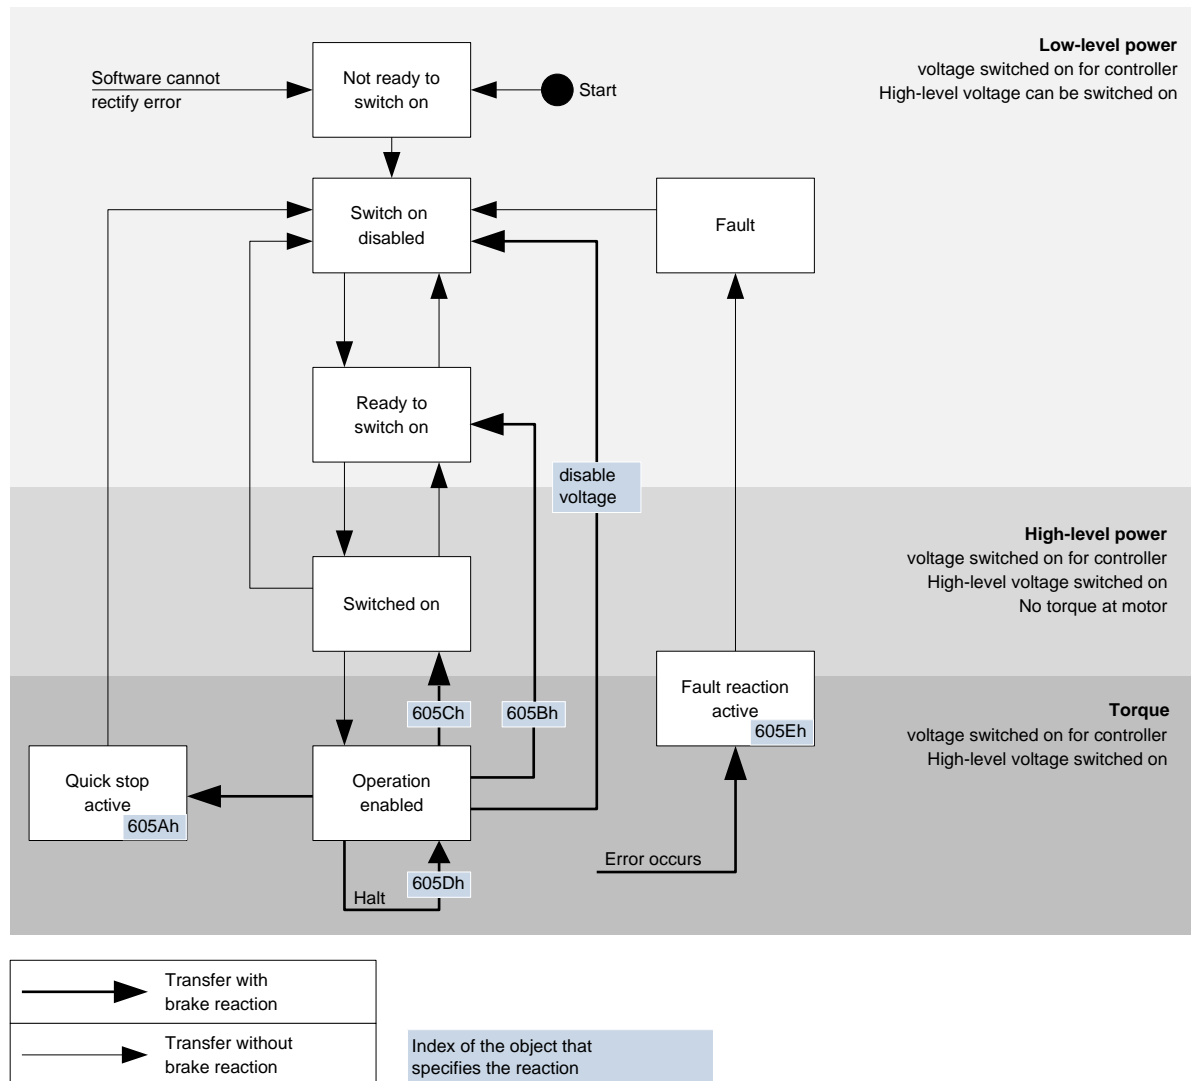 Low-level power
voltage switched on for controller
High-level voltage can be switched on
Software cannot
rectify error
Not ready to
switch on
Start
Switch on
disabled
Fault
Ready to
switch on
disable
voltage
High-level power
voltage switched on for controller
High-level voltage switched on
No torque at motor
Switched on
605Ch
605Bh
Fault reaction
active
605Eh
Torque
voltage switched on for controller
High-level voltage switched on
Quick stop
active
605Ah
Operation
enabled
Error occurs
605Dh
Halt
Transfer with
brake reaction
Transfer without
brake reaction
Index of the object that
specifies the reaction